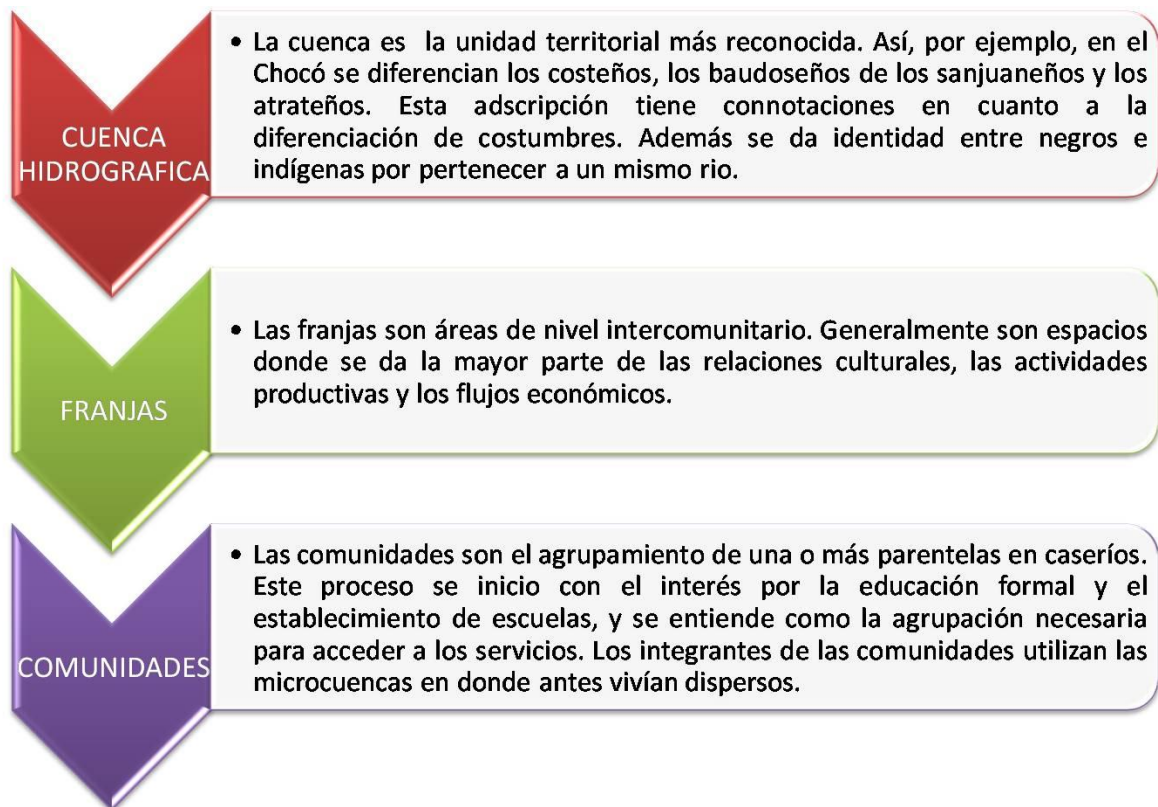 CUENCA
HIDROGRAFICA
• La cuenca es la unidad territorial más reconocida. Así, por ejemplo, en el
Chocó se diferencian los costeños, los baudoseños de los sanjuaneños y los
atrateños. Esta adscripción tiene connotaciones en cuanto a la
diferenciación de costumbres. Además se da identidad entre negros e
indígenas por pertenecer a un mismo rio.
FRANJAS
• Las franjas son áreas de nivel intercomunitario. Generalmente son espacios
donde se da la mayor parte de las relaciones culturales, las actividades
productivas y los flujos económicos.
COMUNIDADES
• Las comunidades son el agrupamiento de una o más parentelas en caseríos.
Este proceso se inicio con el interés por la educación formal y el
establecimiento de escuelas, y se entiende como la agrupación necesaria
para acceder a los servicios. Los integrantes de las comunidades utilizan las
microcuencas en donde antes vivían dispersos.